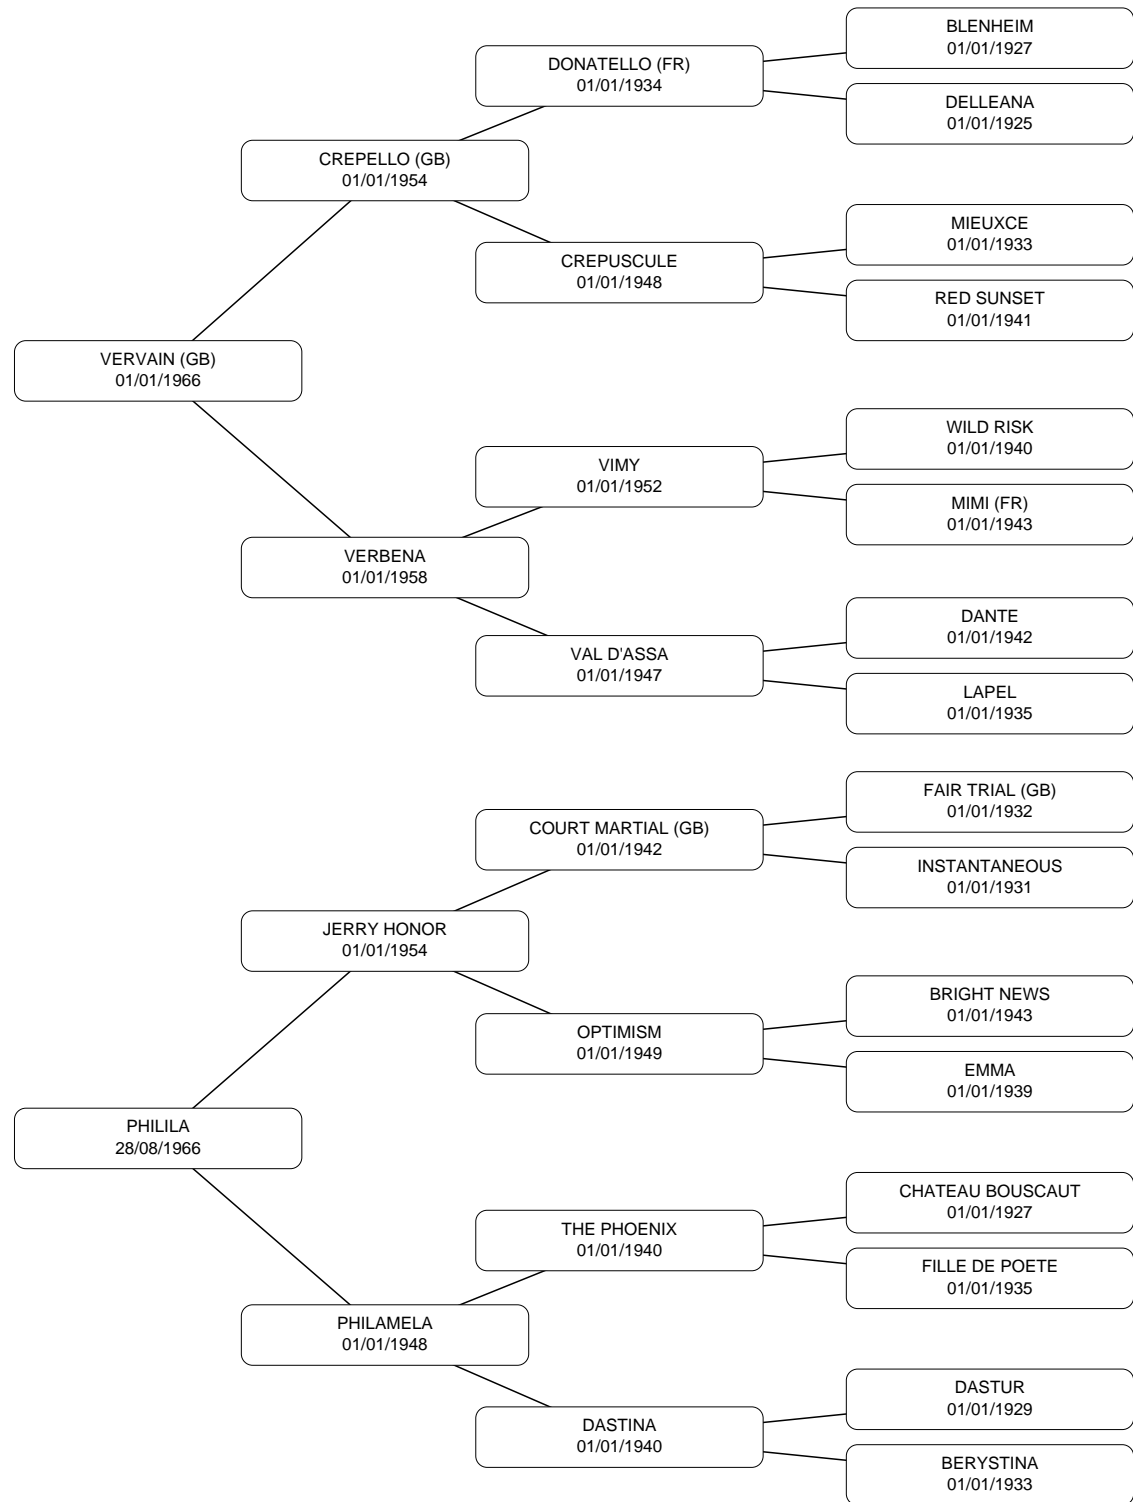 BLENHEIM
01/01/1927
DONATELLO (FR)
01/01/1934
DELLEANA
01/01/1925
CREPELLO (GB)
01/01/1954
MIEUXCE
01/01/1933
CREPUSCULE
01/01/1948
RED SUNSET
01/01/1941
VERVAIN (GB)
01/01/1966
WILD RISK
01/01/1940
VIMY
01/01/1952
MIMI (FR)
01/01/1943
VERBENA
01/01/1958
DANTE
01/01/1942
VAL D'ASSA
01/01/1947
LAPEL
01/01/1935
FAIR TRIAL (GB)
01/01/1932
COURT MARTIAL (GB)
01/01/1942
INSTANTANEOUS
01/01/1931
JERRY HONOR
01/01/1954
BRIGHT NEWS
01/01/1943
OPTIMISM
01/01/1949
EMMA
01/01/1939
PHILILA
28/08/1966
CHATEAU BOUSCAUT
01/01/1927
THE PHOENIX
01/01/1940
FILLE DE POETE
01/01/1935
PHILAMELA
01/01/1948
DASTUR
01/01/1929
DASTINA
01/01/1940
BERYSTINA
01/01/1933